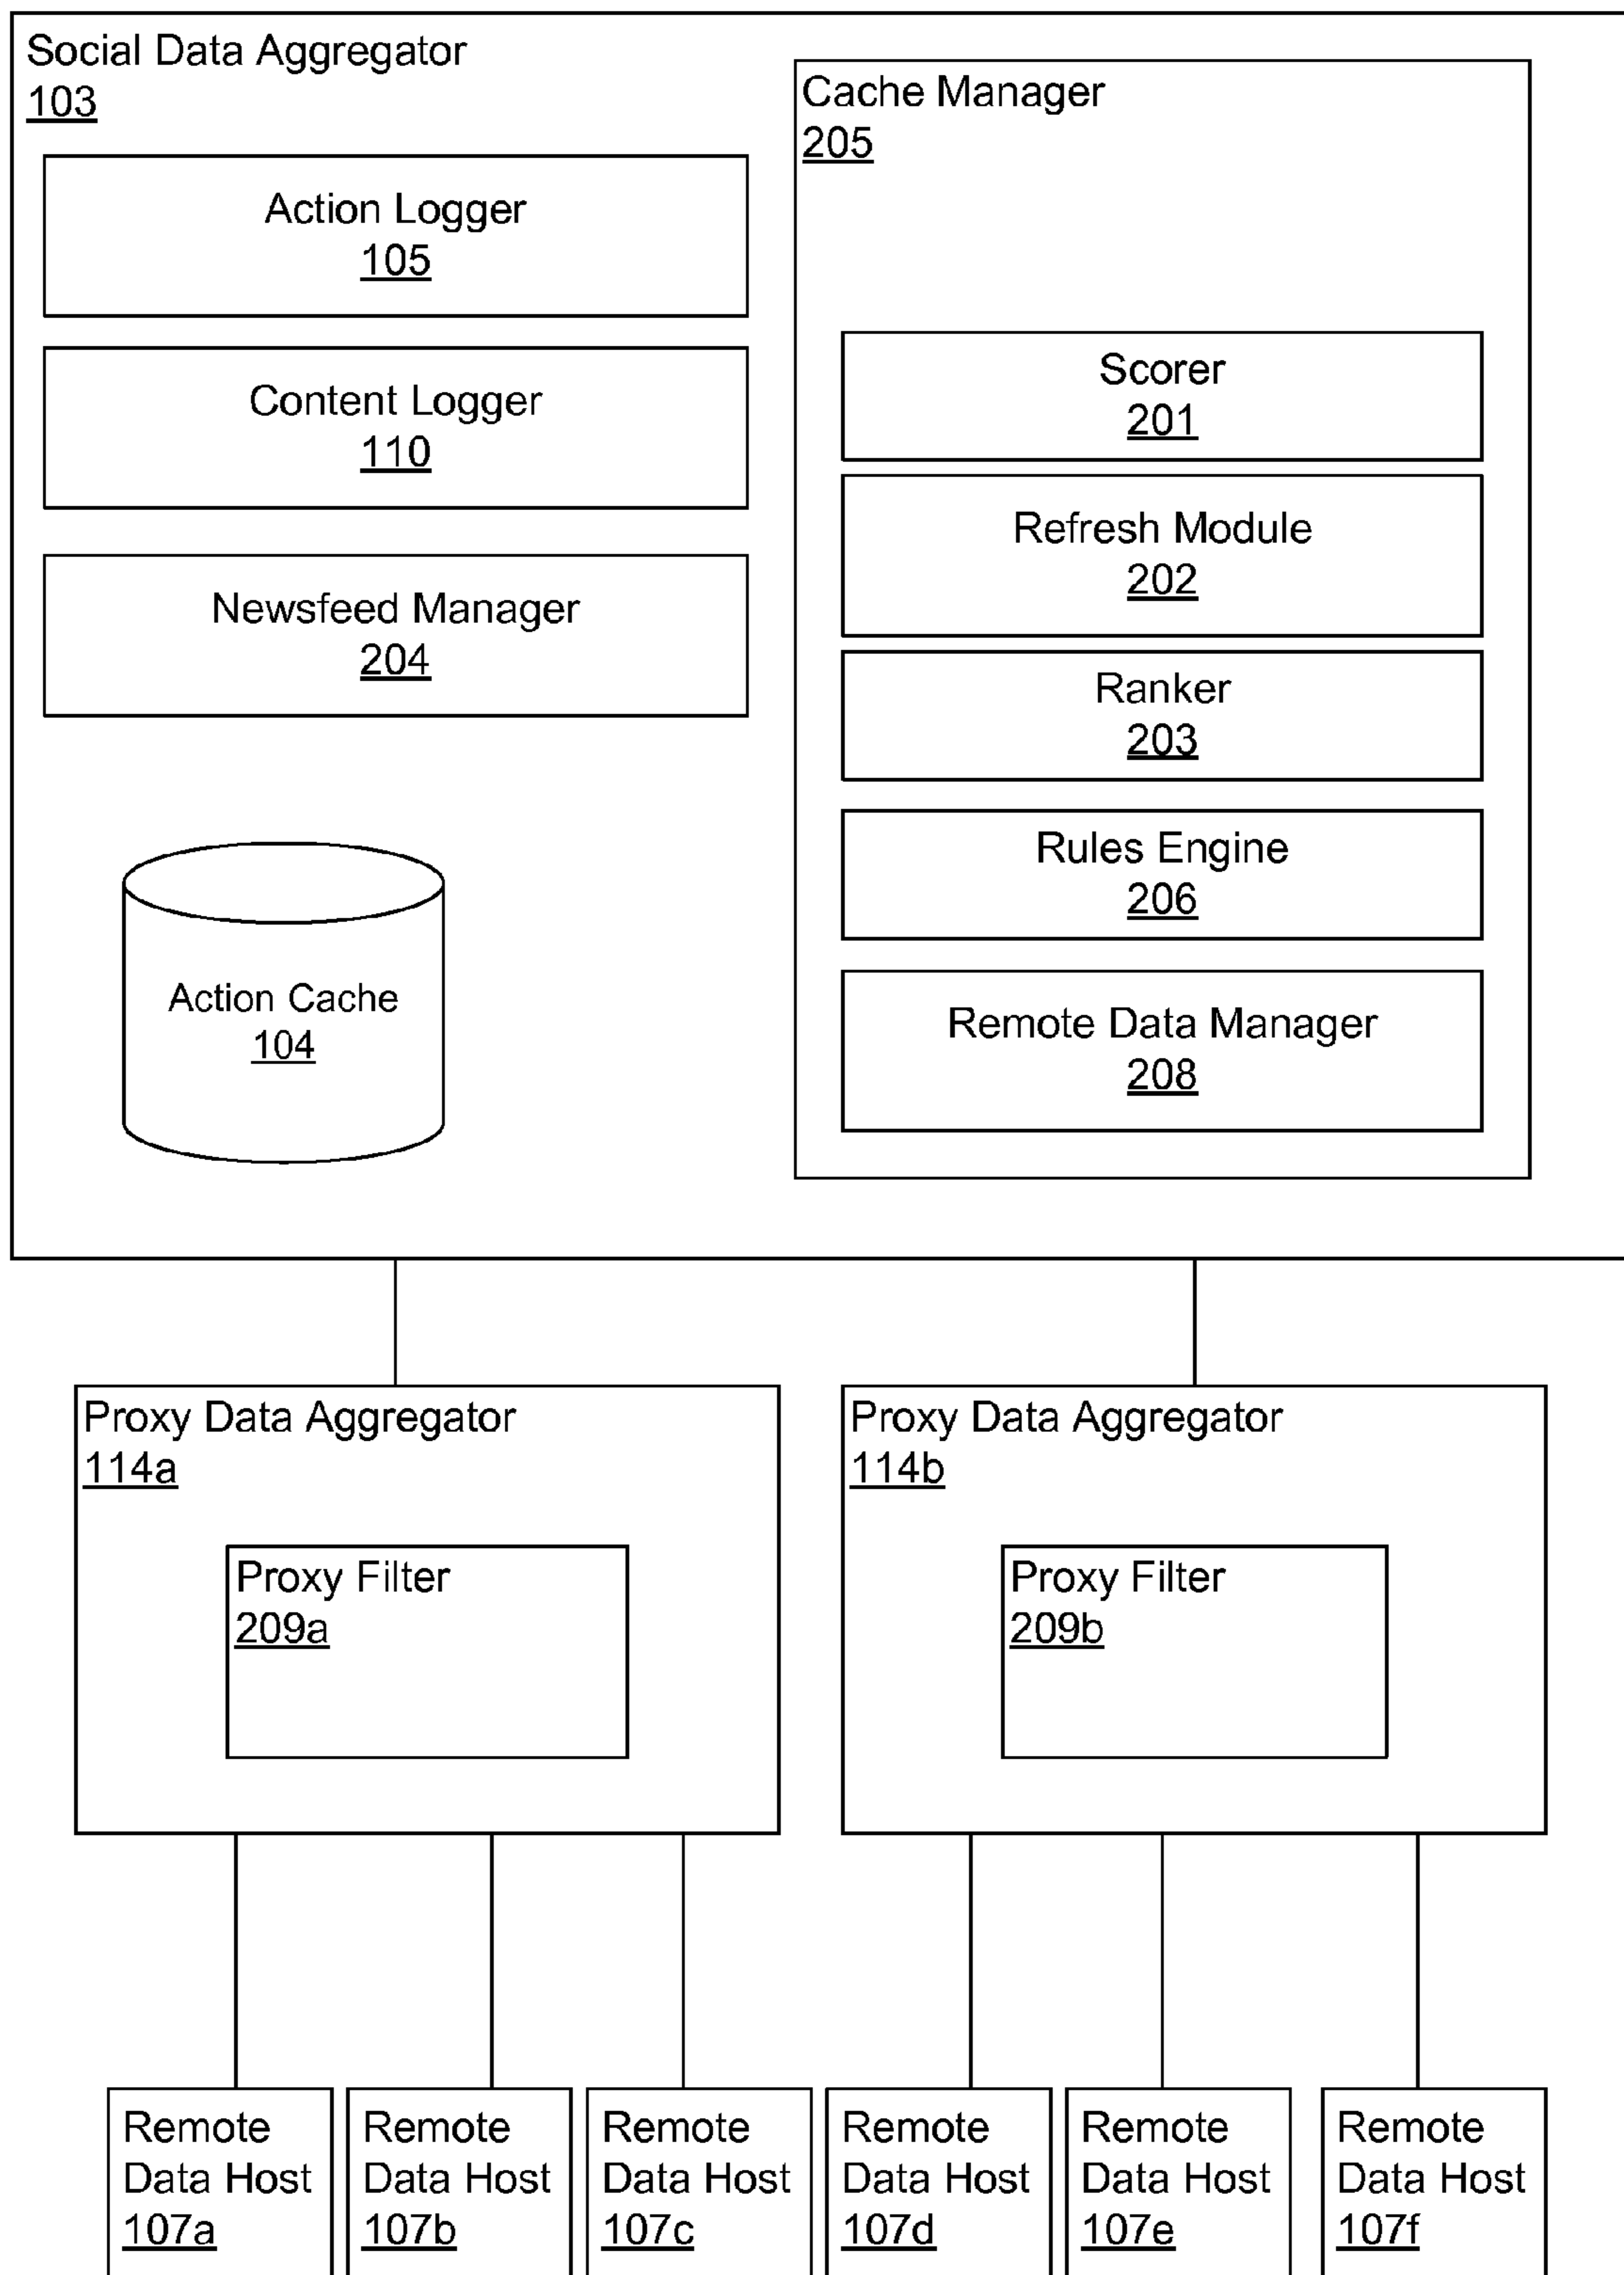 Social Data Aggregator
103
Action Logger
105
Content Logger
110
Newsfeed Manager
204
Action Cache
104
Cache Manager
205
Scorer
201
Refresh Module
202
Ranker
203
Rules Engine
206
Remote Data Manager
208
Proxy Data Aggregator
114a
Proxy Filter
209a
Proxy Data Aggregator
114b
Proxy Filter
209b
Remote
Data Host
107a
Remote
Data Host
107b
Remote
Data Host
107c
Remote
Data Host
107d
Remote
Data Host
107e
Remote
Data Host
107f